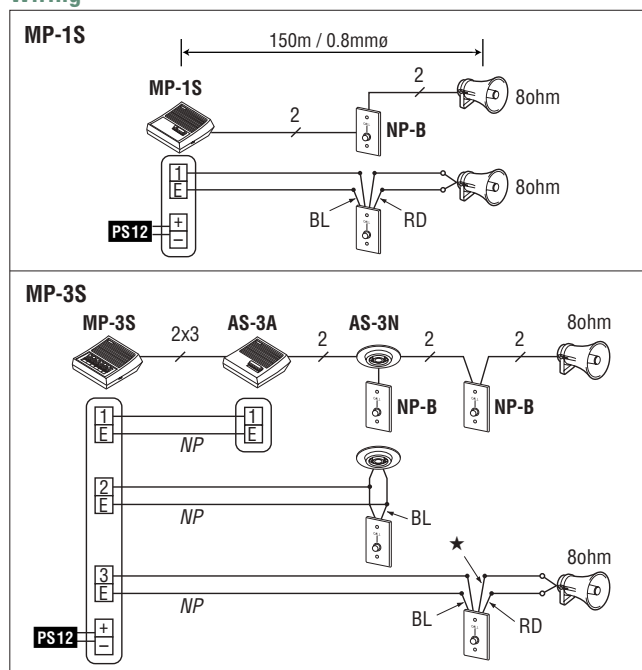 MP-1S
150m / 0.8mmø
MP-1S
2
2
NP-B
8ohm
1
E
8ohm
BL
RD
PS12
+
−
MP-3S
MP-3S
2x3
AS-3A
2
AS-3N
2
2
8ohm
NP-B
NP-B
1
E
NP
1
E
2
E
NP
BL
★
3
E
NP
8ohm
BL
RD
PS12
+
−